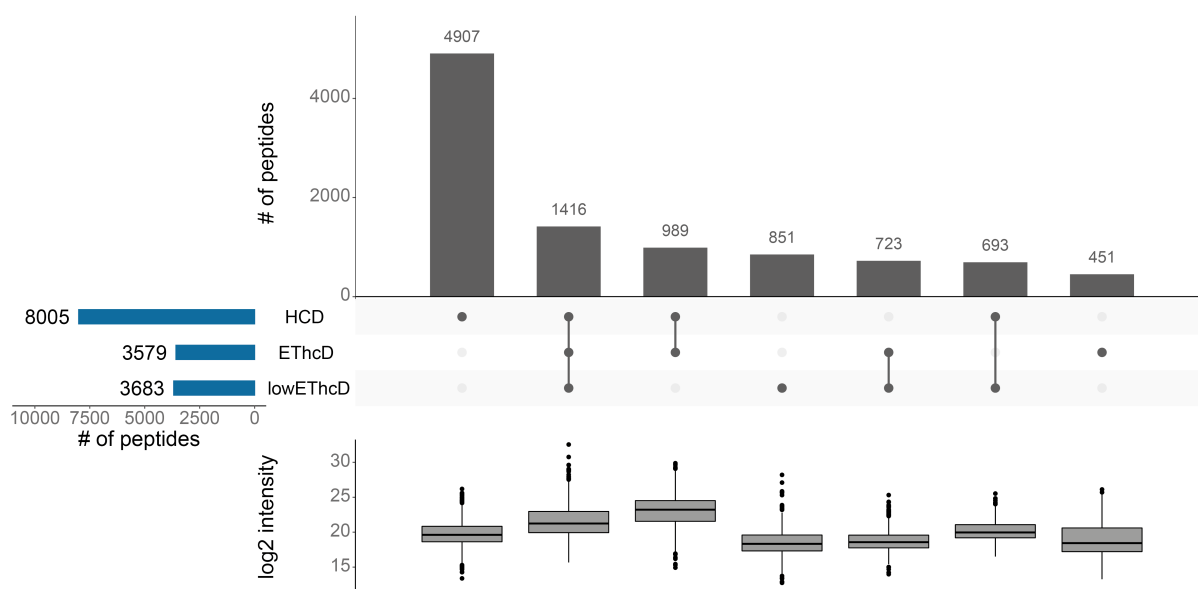 # of peptides
4000
2000
0
4907
1416
989
851
723
693
451
8005
HCD
3579
EThcD
3683
lowEThcD
10000 7500 5000 2500 0
# of peptides
log2 intensity
30
25
20
15